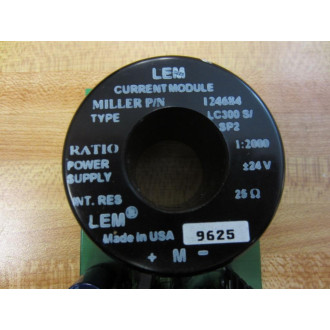 LEM
CURRENT MODULE
MILLER P/N 124684
TYPE LC300 S/
SP2
RATIO 1:2000
POWER ±24 V
SUPPLY
INT. RES 25 Ω
LEM®
Made in USA 9625
+ M -